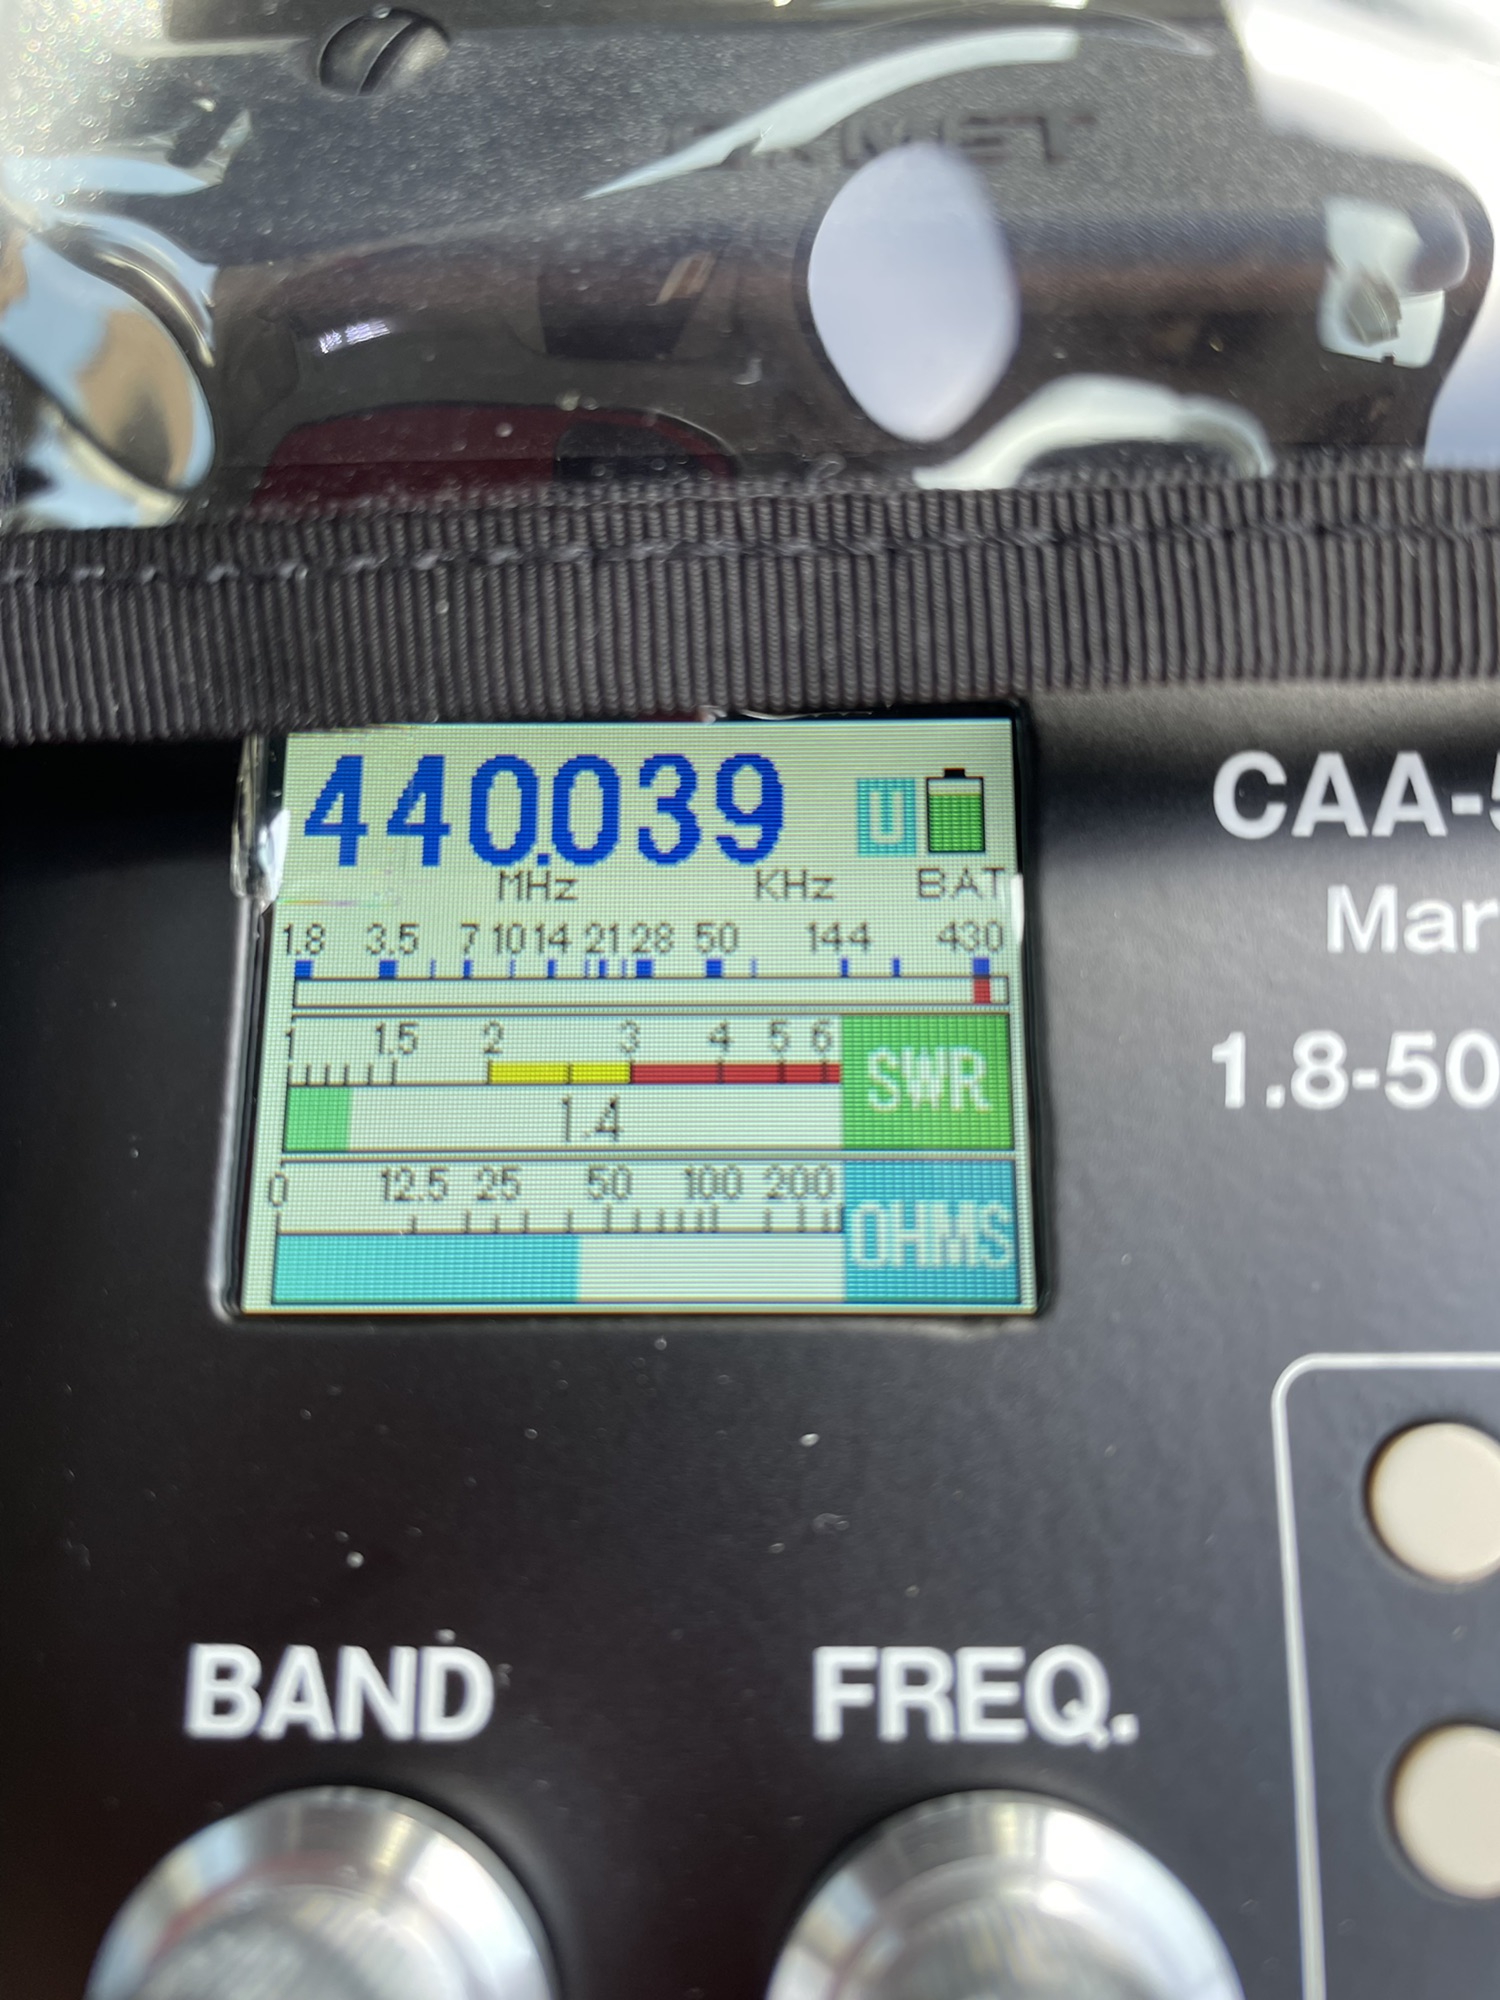 440.039
U
MHz KHz BAT
1.8 3.5 7 10 14 21 28 50 144 430
1 1.5 2 3 4 5 6
SWR
1.4
0 12.5 25 50 100 200
OHMS
CAA-5
Mar
1.8-50
BAND FREQ.